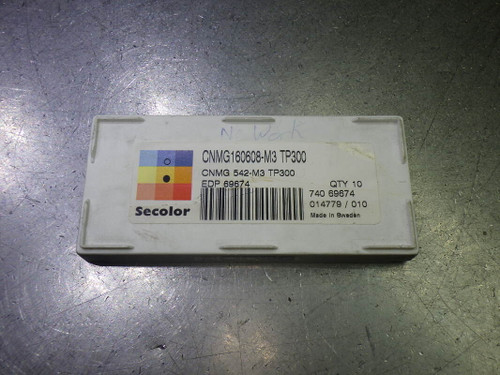 N Work
CNMG160608-M3 TP300
CNMG 542-M3 TP300
EDP 69674 QTY 10
740 69674
014779 / 010
Secolor Made in Sweden